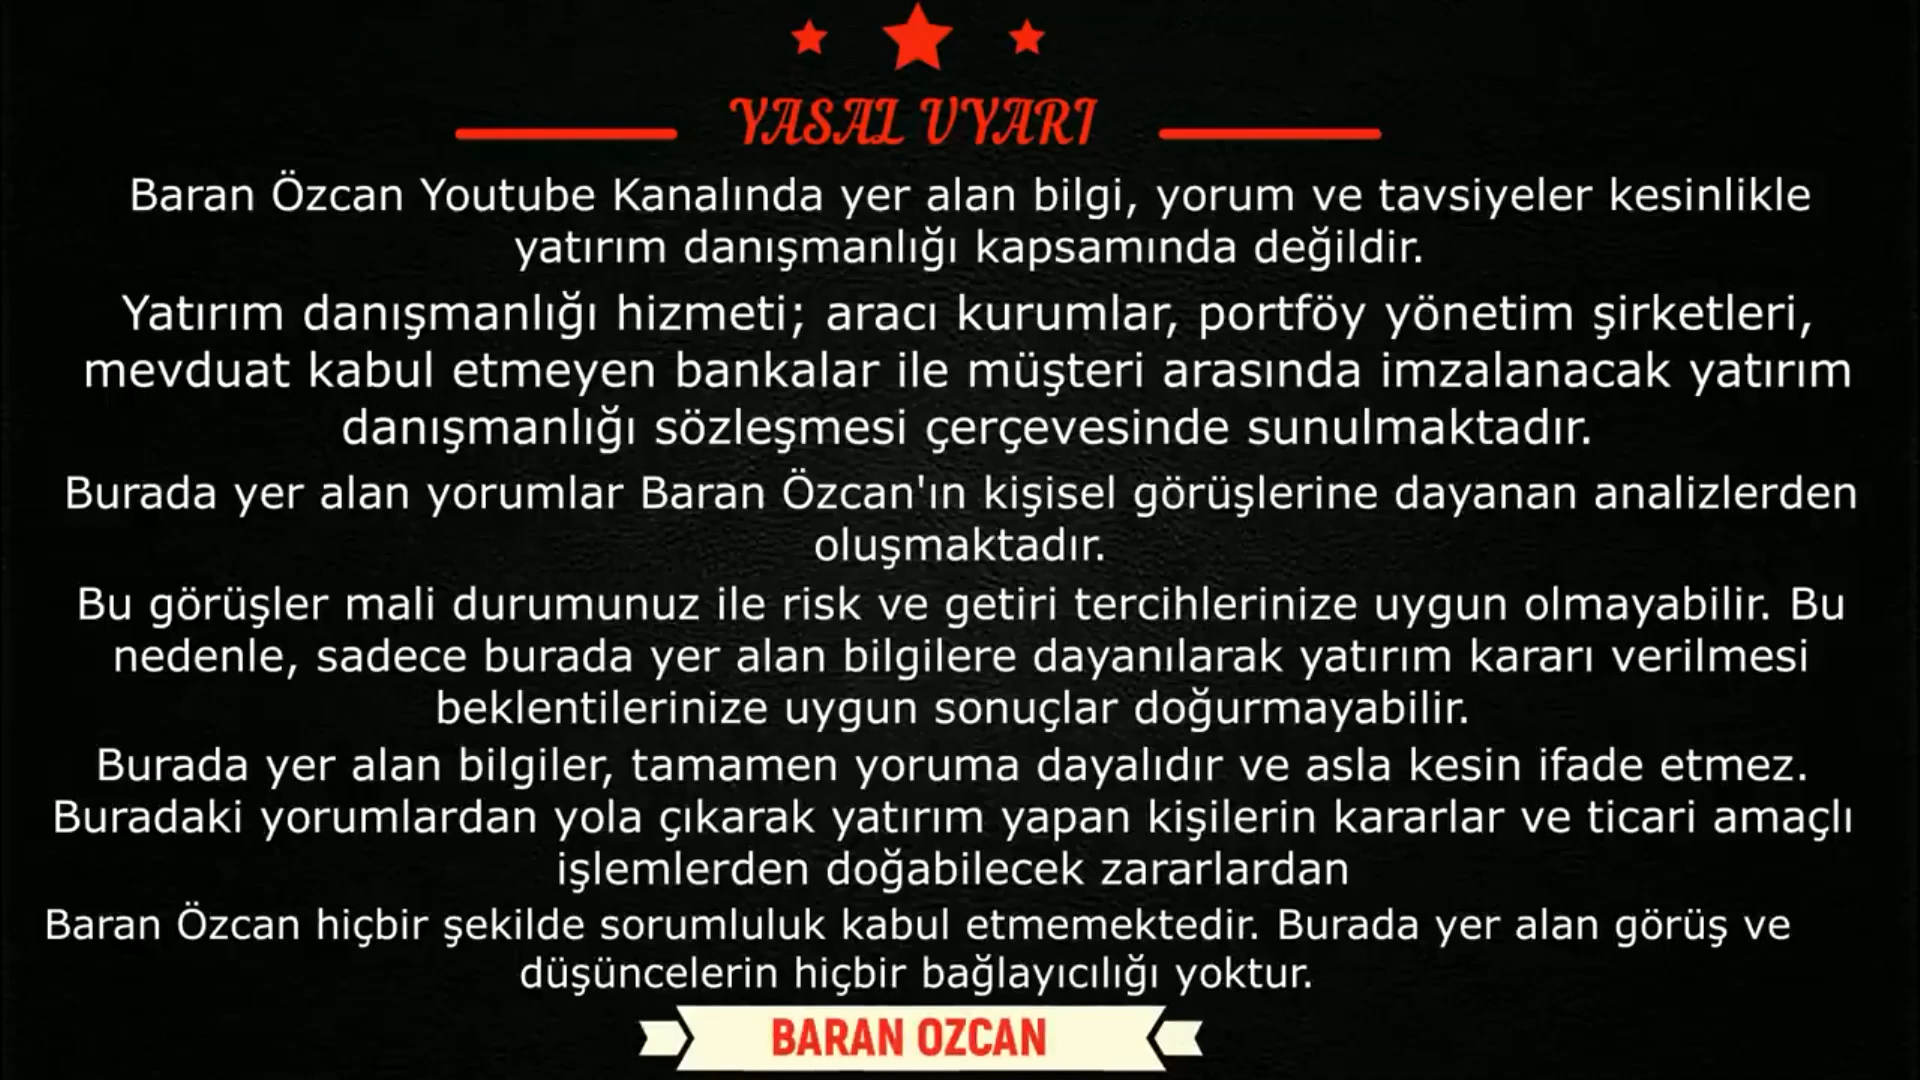 YASAL UYARI
Baran Özcan Youtube Kanalında yer alan bilgi, yorum ve tavsiyeler kesinlikle
yatırım danışmanlığı kapsamında değildir.
Yatırım danışmanlığı hizmeti; aracı kurumlar, portföy yönetim şirketleri,
mevduat kabul etmeyen bankalar ile müşteri arasında imzalanacak yatırım
danışmanlığı sözleşmesi çerçevesinde sunulmaktadır.
Burada yer alan yorumlar Baran Özcan'ın kişisel görüşlerine dayanan analizlerden
oluşmaktadır.
Bu görüşler mali durumunuz ile risk ve getiri tercihlerinize uygun olmayabilir. Bu
nedenle, sadece burada yer alan bilgilere dayanılarak yatırım kararı verilmesi
beklentilerinize uygun sonuçlar doğurmayabilir.
Burada yer alan bilgiler, tamamen yoruma dayalıdır ve asla kesin ifade etmez.
Buradaki yorumlardan yola çıkarak yatırım yapan kişilerin kararlar ve ticari amaçlı
işlemlerden doğabilecek zararlardan
Baran Özcan hiçbir şekilde sorumluluk kabul etmemektedir. Burada yer alan görüş ve
düşüncelerin hiçbir bağlayıcılığı yoktur.
BARAN OZCAN